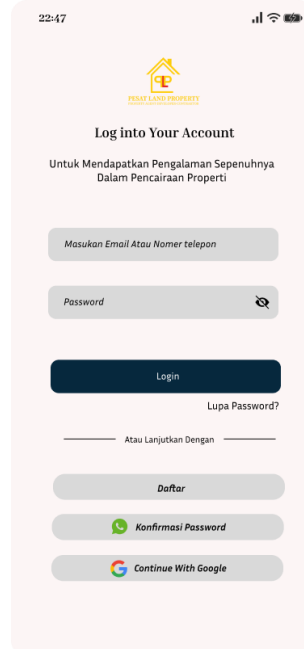 22:47
PESAT LAND PROPERTY
Log into Your Account
Untuk Mendapatkan Pengalaman Sepenuhnya
Dalam Pencairaan Properti
Masukan Email Atau Nomer telepon
Password
Login
Lupa Password?
Atau Lanjutkan Dengan
Daftar
Konfirmasi Password
Continue With Google